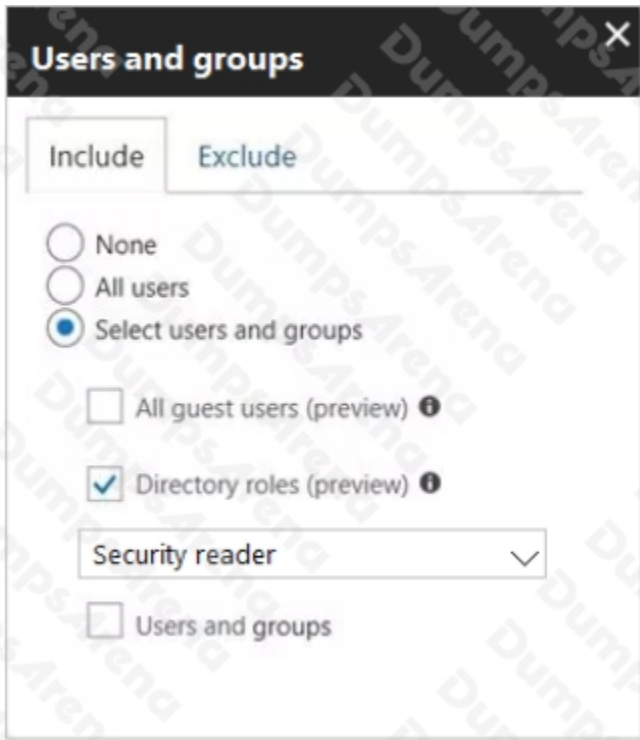 Users and groups
Include Exclude
None
All users
Select users and groups
All guest users (preview)
Directory roles (preview)
Security reader
Users and groups
DumpsArena